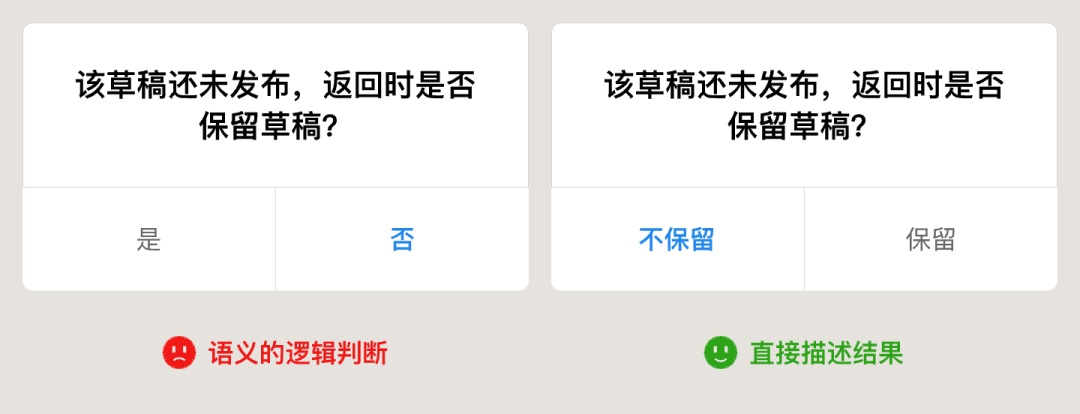 该草稿还未发布，返回时是否
保留草稿?
是
否
语义的逻辑判断
该草稿还未发布，返回时是否
保留草稿?
不保留
保留
直接描述结果